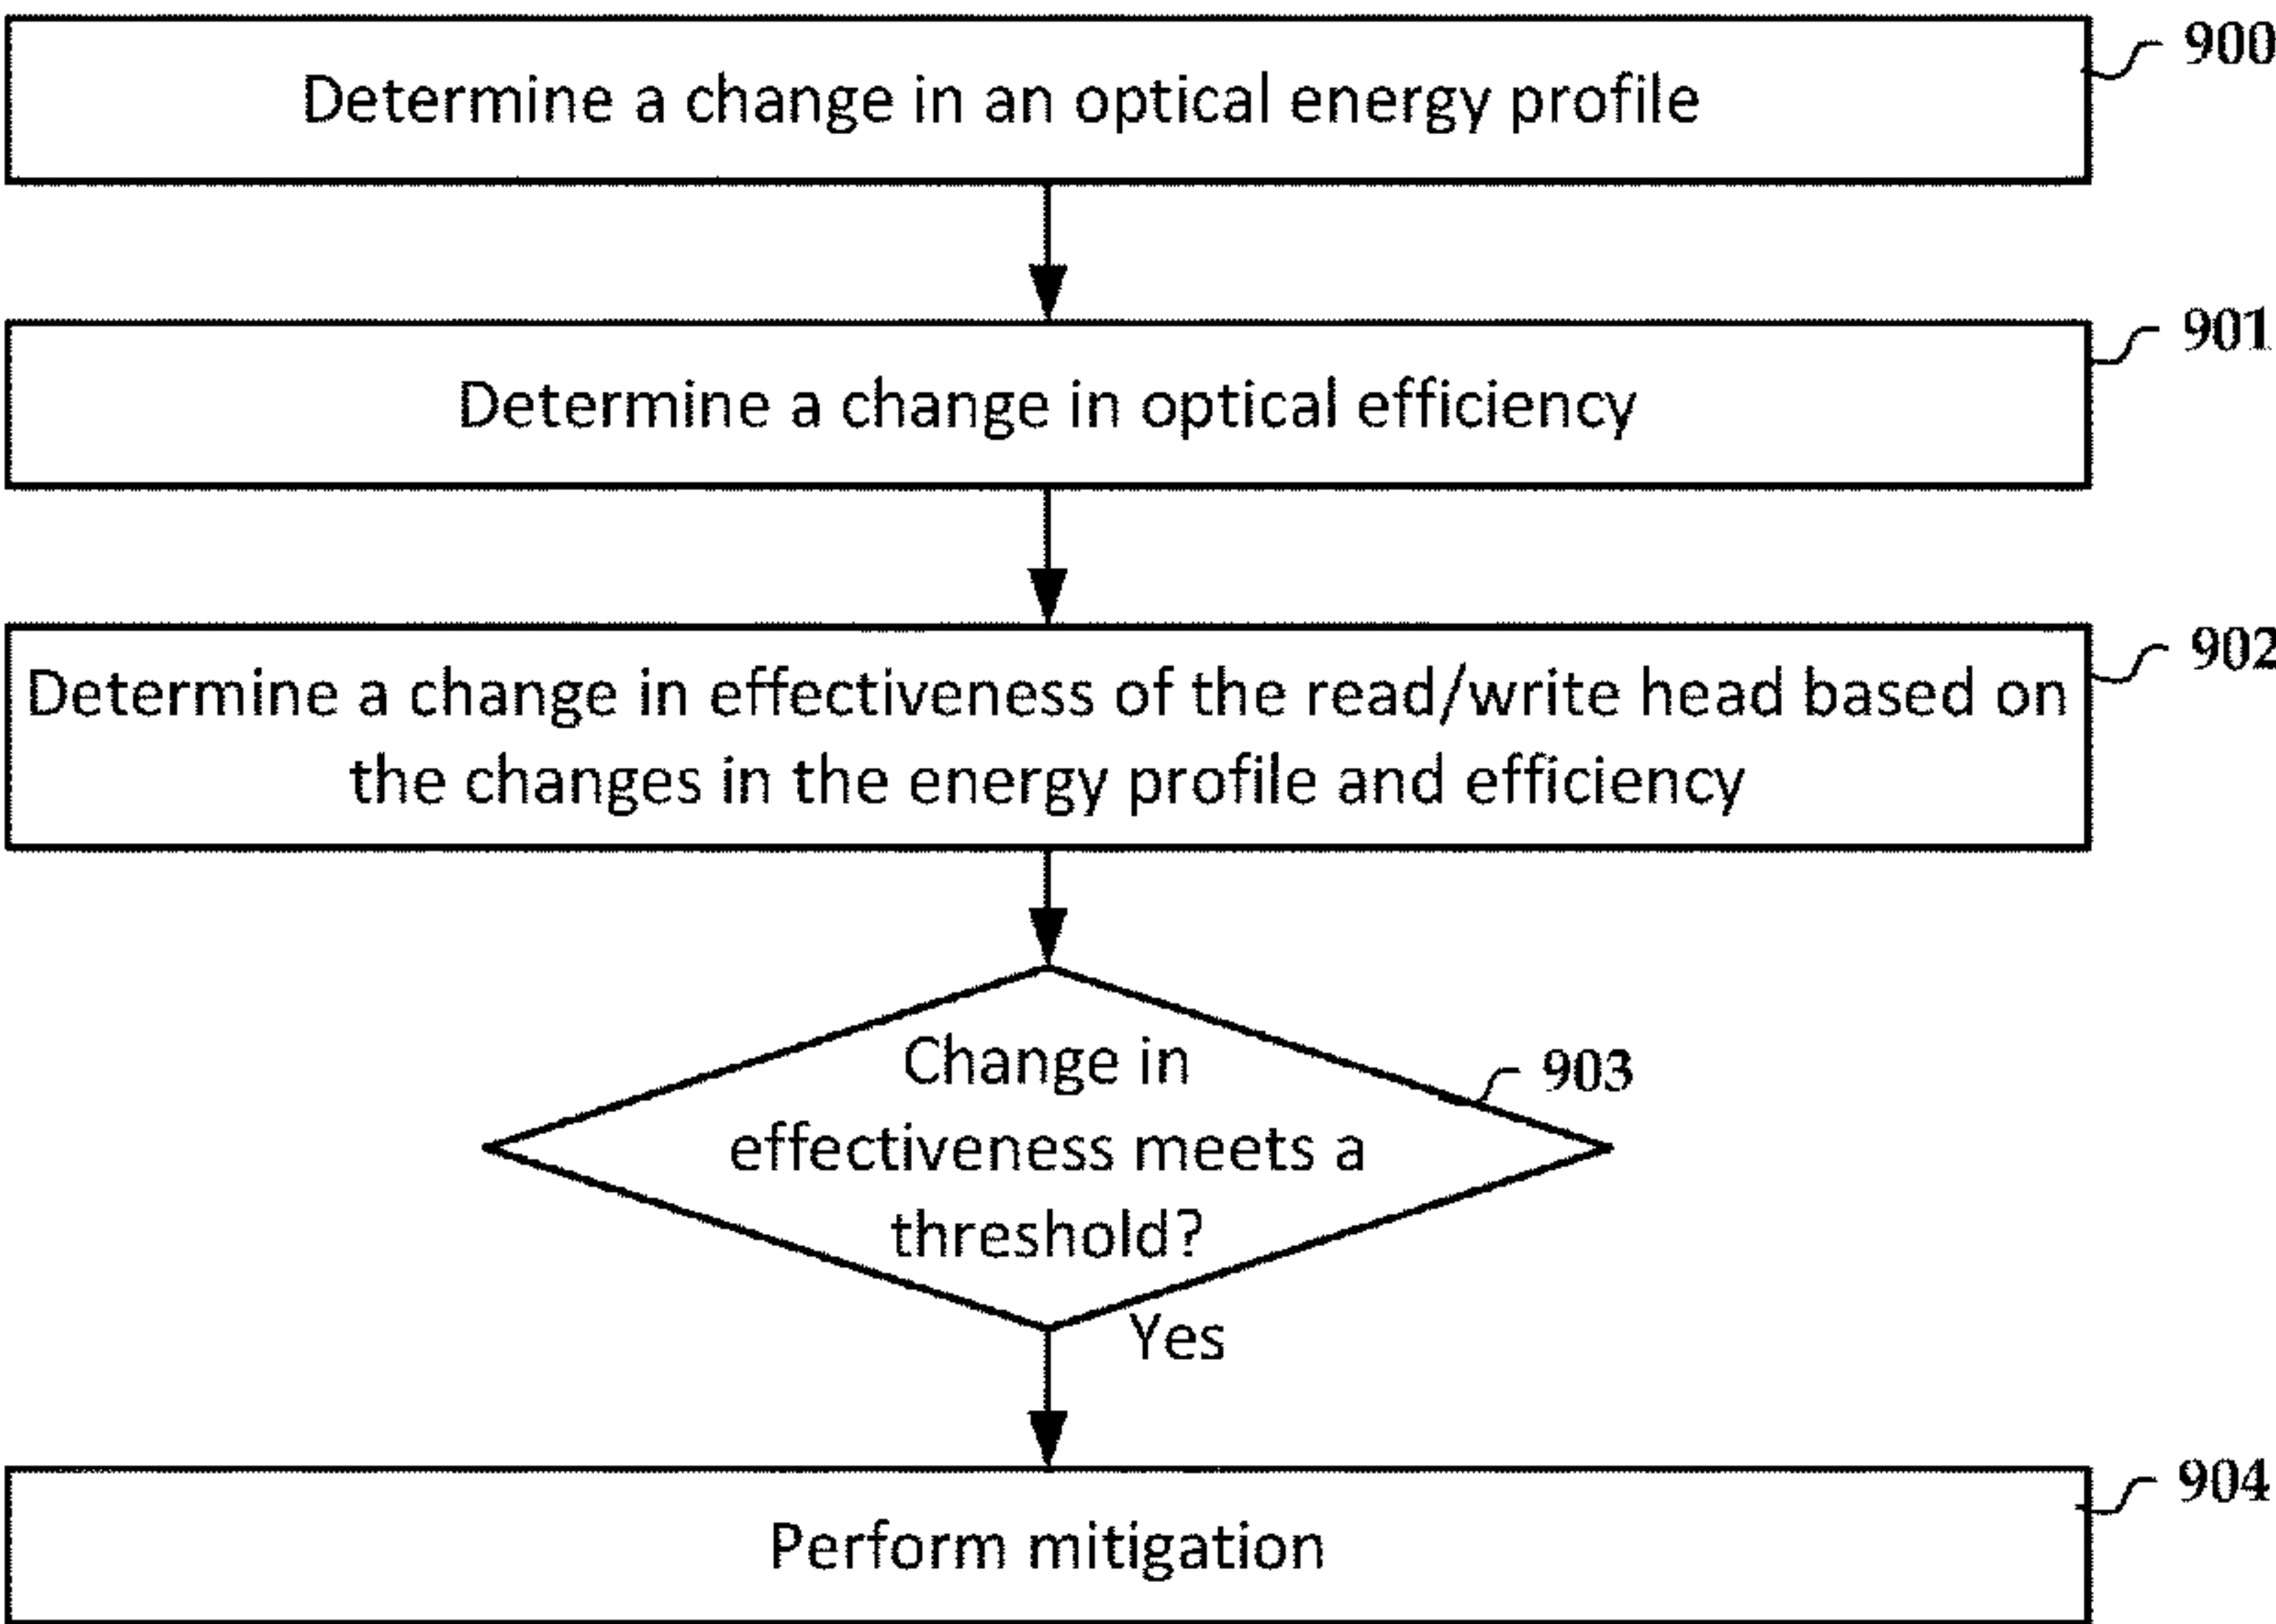 900
Determine a change in an optical energy profile
901
Determine a change in optical efficiency
902
Determine a change in effectiveness of the read/write head based on
the changes in the energy profile and efficiency
Change in
903
effectiveness meets a
threshold?
Yes
904
Perform mitigation